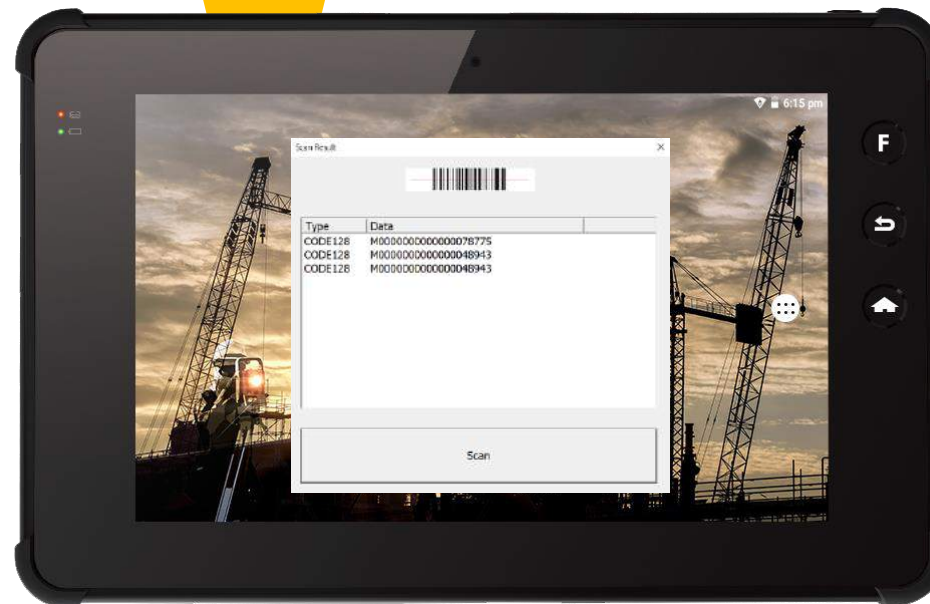 6:15 pm
F
Scan Result
Type Data
CODE128 M0000000000000078775
CODE128 M0000000000000048943
CODE128 M0000000000000048943
Scan